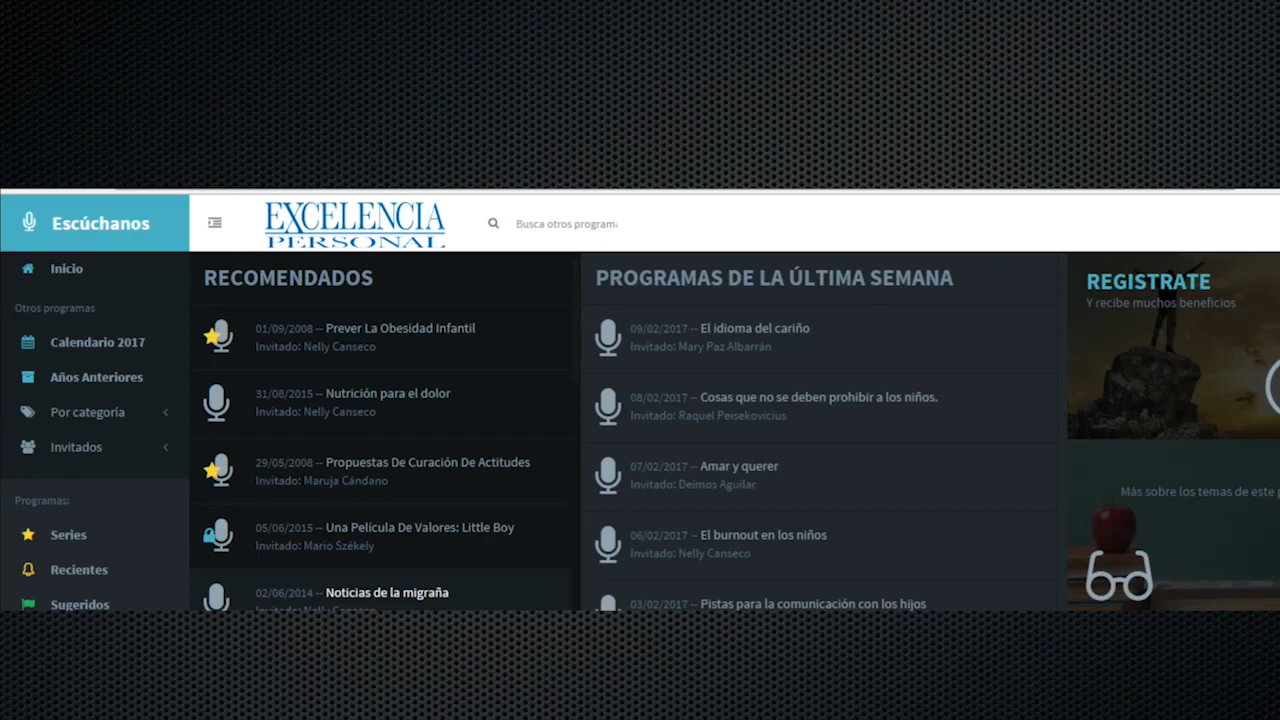 Escúchanos
EXCELENCIA
PERSONAL
Busca otros programa
Inicio
Otros programas
Calendario 2017
Años Anteriores
Por categoría
Invitados
Programas:
Series
Recientes
Sugeridos
RECOMENDADOS
01/09/2008 -- Prever La Obesidad Infantil
Invitado: Nelly Canseco
31/08/2015 -- Nutrición para el dolor
Invitado: Nelly Canseco
29/05/2008 -- Propuestas De Curación De Actitudes
Invitado: Maruja Cándano
05/06/2015 -- Una Película De Valores: Little Boy
Invitado: Mario Székely
02/06/2014 -- Noticias de la migraña
Invitado: Nelly Canseco
PROGRAMAS DE LA ÚLTIMA SEMANA
09/02/2017 -- El idioma del cariño
Invitado: Mary Paz Albarrán
08/02/2017 -- Cosas que no se deben prohibir a los niños.
Invitado: Raquel Peisekovicius
07/02/2017 -- Amar y querer
Invitado: Deimos Aguilar
06/02/2017 -- El burnout en los niños
Invitado: Nelly Canseco
03/02/2017 -- Pistas para la comunicación con los hijos
REGISTRATE
Y recibe muchos beneficios
Más sobre los temas de este